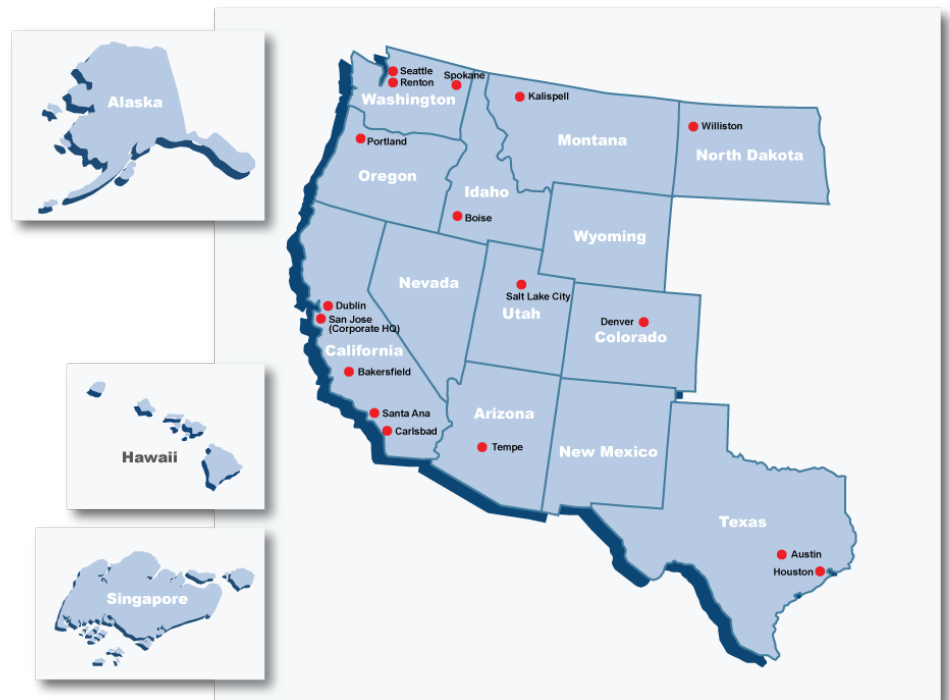 Alaska
Hawaii
Singapore
Seattle
Renton
Spokane
Washington
Kalispell
Montana
Williston
North Dakota
Portland
Oregon
Idaho
Boise
Wyoming
Nevada
Salt Lake City
Utah
Denver
Colorado
Dublin
San Jose
(Corporate HQ)
California
Bakersfield
Santa Ana
Carlsbad
Arizona
Tempe
New Mexico
Texas
Austin
Houston